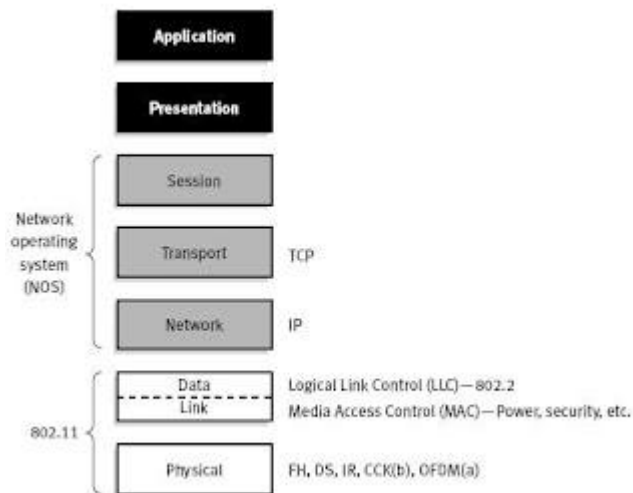 Application
Presentation
Session
Network
operating
system
(NOS)
Transport
TCP
Network
IP
802.11
Data
Link
Logical Link Control (LLC)—802.2
Media Access Control (MAC)—Power, security, etc.
Physical
FH, DS, IR, CCK(b), OFDM(a)